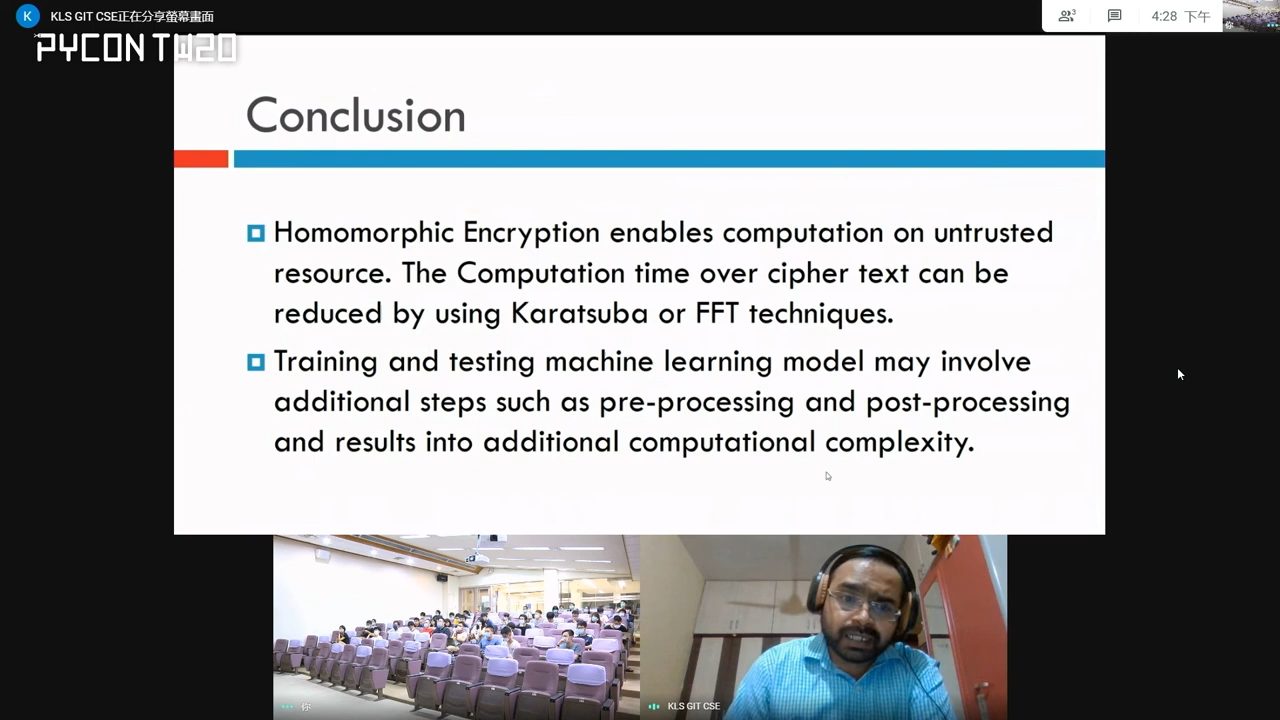 K
KLS GIT CSE正在分享螢幕畫面
3
4:28 下午
你
PYCON TW20
Conclusion
Homomorphic Encryption enables computation on untrusted
resource. The Computation time over cipher text can be
reduced by using Karatsuba or FFT techniques.
Training and testing machine learning model may involve
additional steps such as pre-processing and post-processing
and results into additional computational complexity.
你
KLS GIT CSE